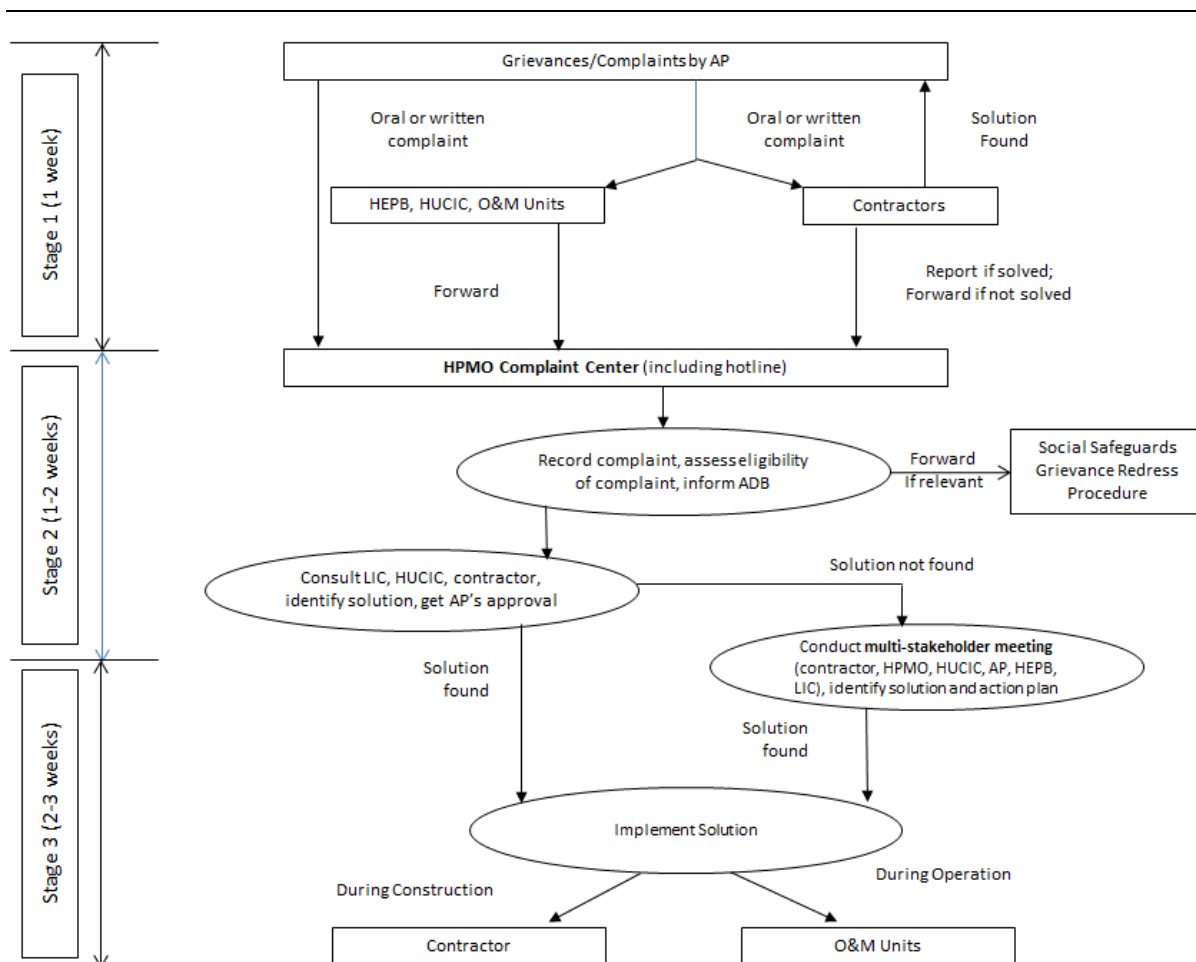 Grievances/Complaints by AP
Oral or written
complaint
Oral or written
complaint
Solution
Found
Stage 1 (1 week)
HEPB, HUCIC, O&M Units
Contractors
Forward
Report if solved;
Forward if not solved
HPMO Complaint Center (including hotline)
Stage 2 (1-2 weeks)
Record complaint, assess eligibility
of complaint, inform ADB
Forward
If relevant
Social Safeguards
Grievance Redress
Procedure
Consult LIC, HUCIC, contractor,
identify solution, get AP's approval
Solution not found
Conduct multi-stakeholder meeting
(contractor, HPMO, HUCIC, AP, HEPB,
LIC), identify solution and action plan
Solution
found
Solution
found
Stage 3 (2-3 weeks)
Implement Solution
During Construction
During Operation
Contractor
O&M Units